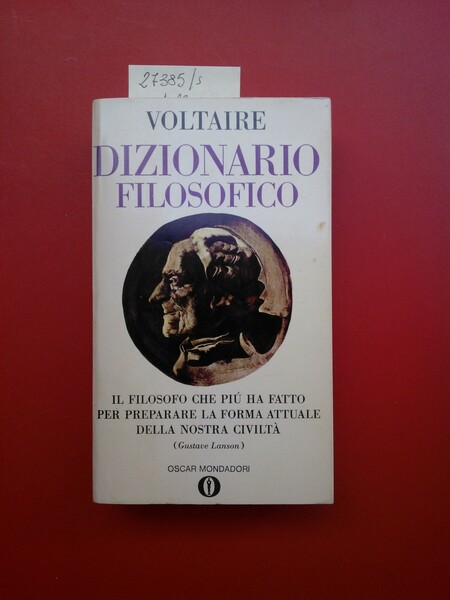 27385/s
VOLTAIRE
DIZIONARIO
FILOSOFICO
IL FILOSOFO CHE PIÚ HA FATTO
PER PREPARARE LA FORMA ATTUALE
DELLA NOSTRA CIVILTÀ
(Gustave Lanson)
OSCAR MONDADORI